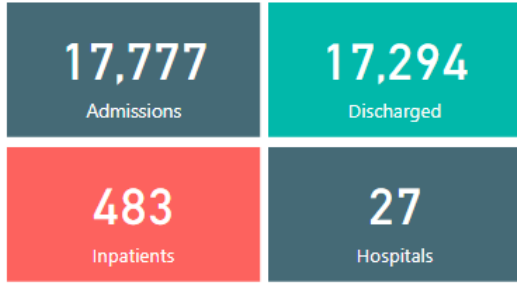 17,777
Admissions
17,294
Discharged
483
Inpatients
27
Hospitals